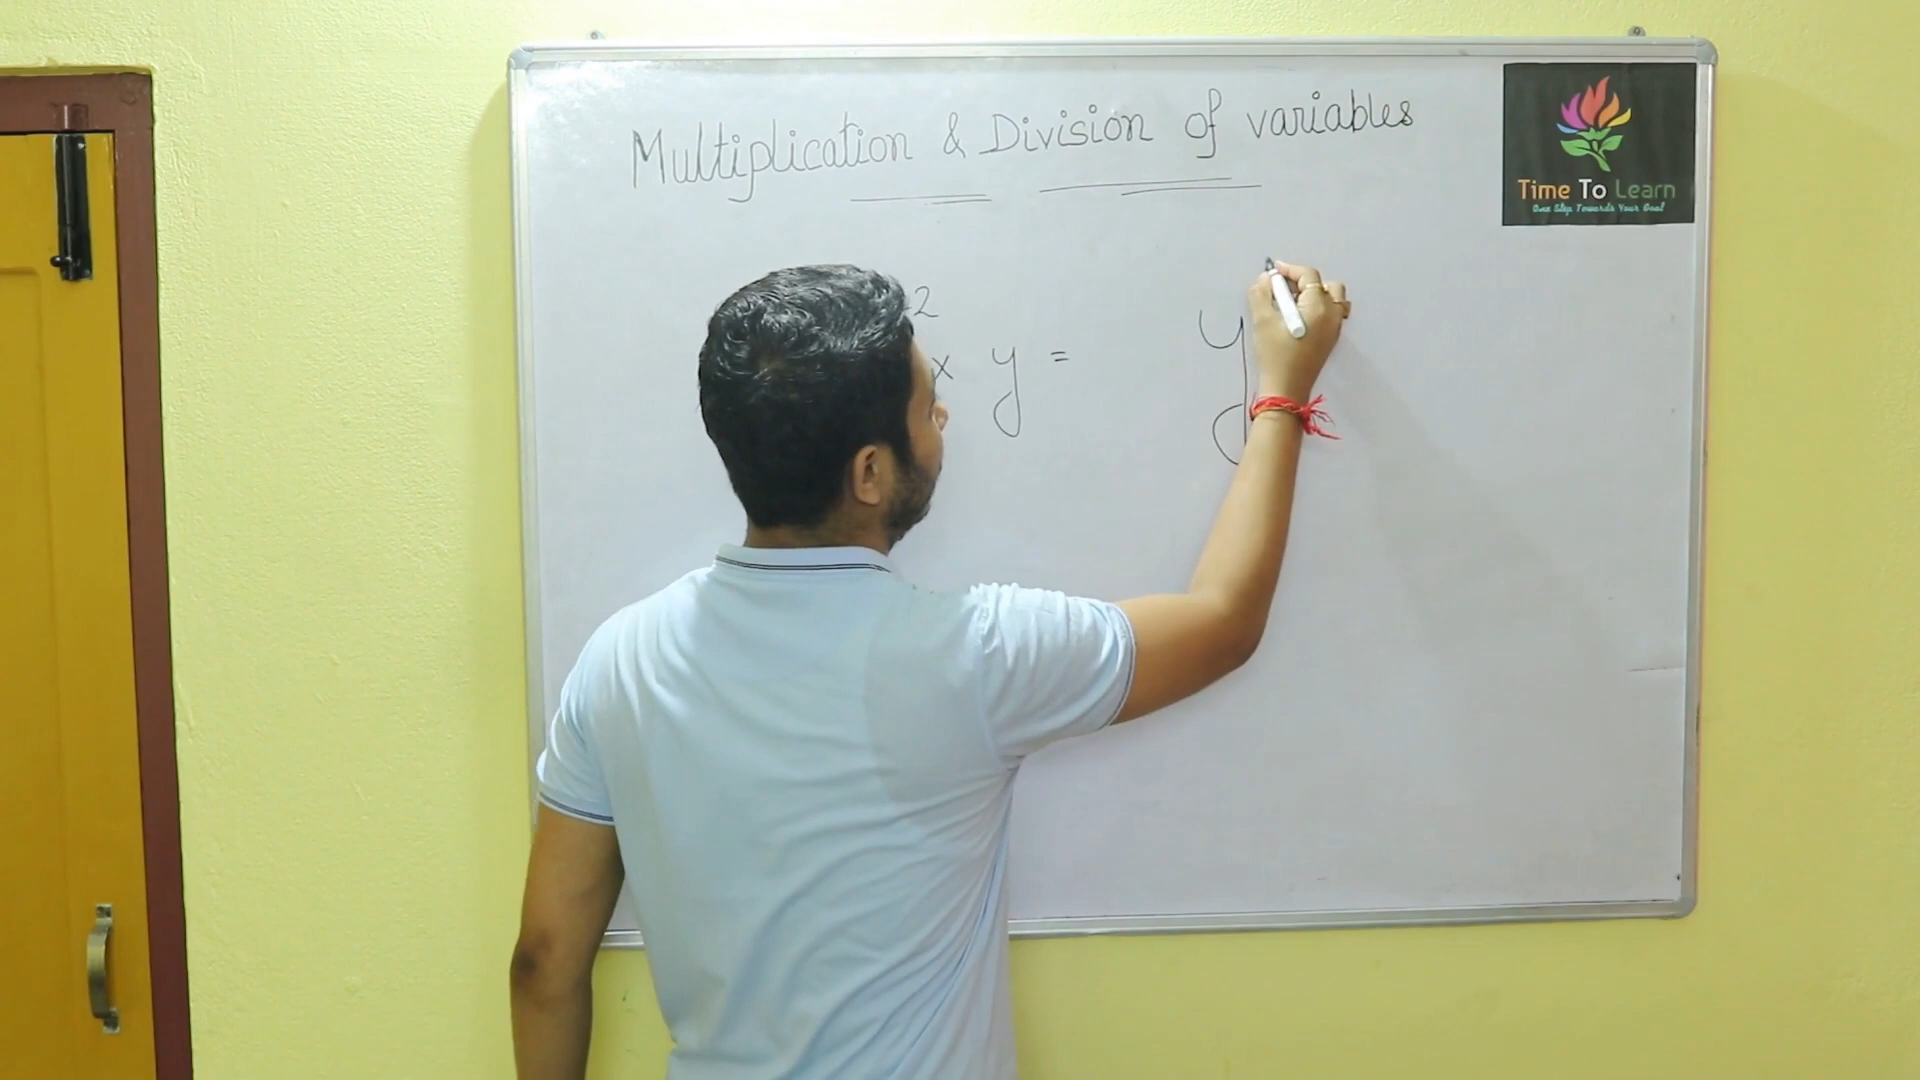 Multiplication & Division of variables
Time To Learn
One Step Towards Your Goal
2
x y = y